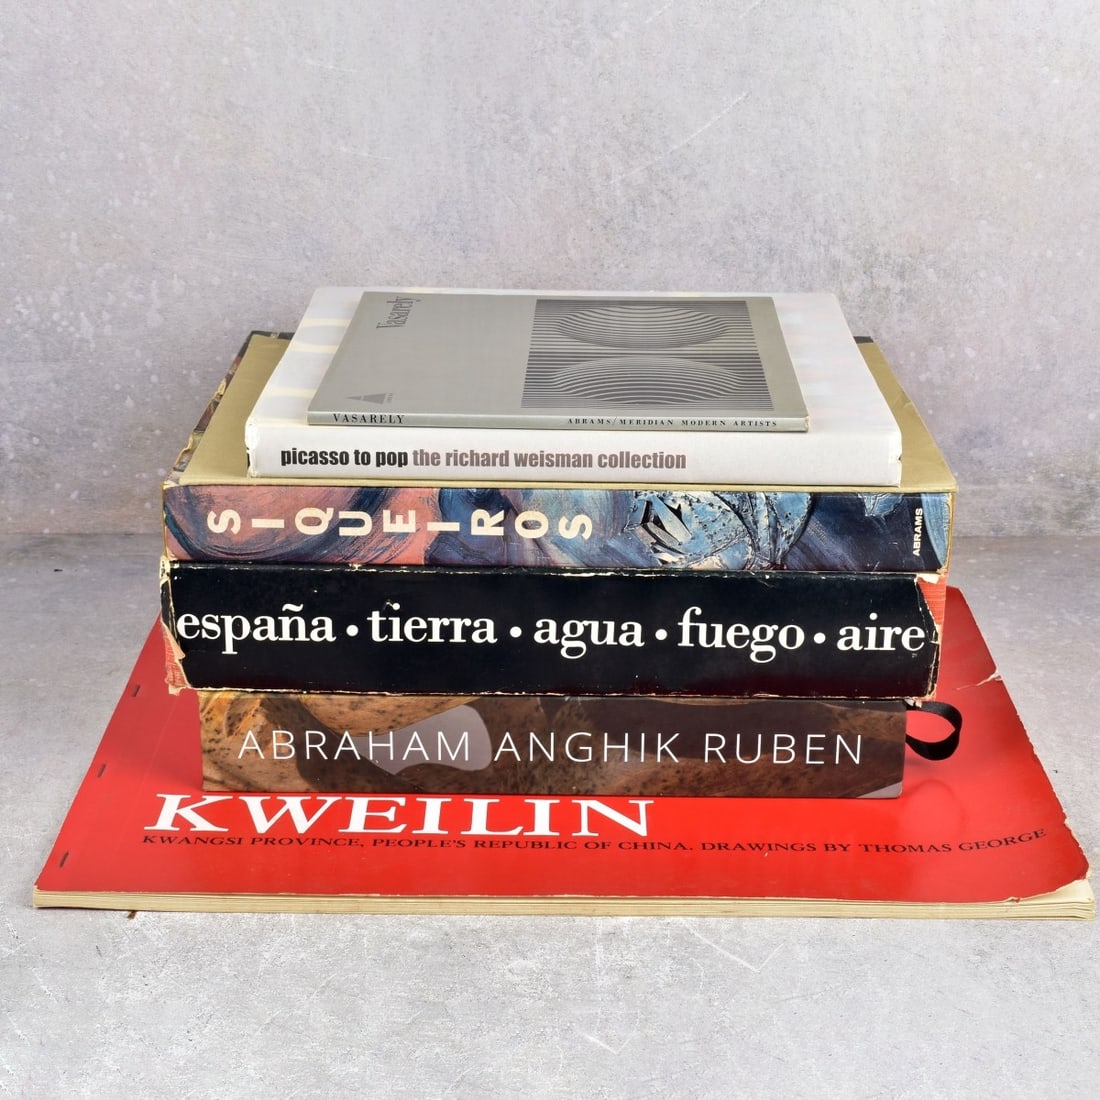 Vasarely
VASARELY ABRAMS/MERIDIAN MODERN ARTISTS
picasso to pop the richard weisman collection
SIQUEIROS ABRAMS
españa • tierra • agua • fuego • aire
ABRAHAM ANGHIK RUBEN
KWEILIN
KWANGSI PROVINCE, PEOPLE'S REPUBLIC OF CHINA. DRAWINGS BY THOMAS GEORGE